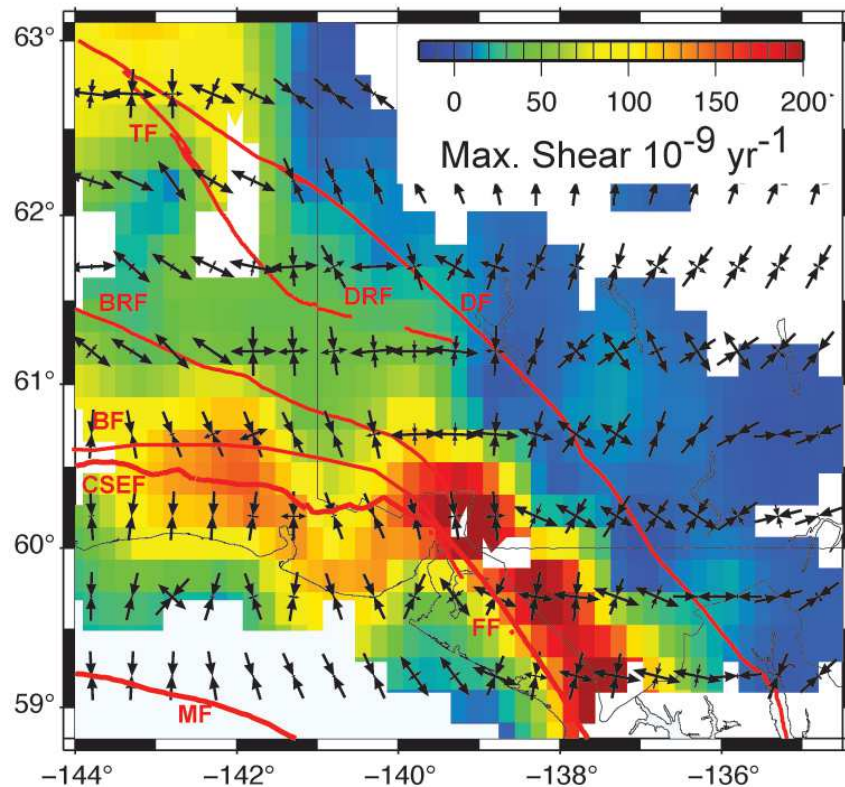 63°
0 50 100 150 200
Max. Shear 10⁻⁹ yr⁻¹
TF
62°
BRF DRF DF
61°
BF
CSEF
60°
FF
59°
MF
−144° −142° −140° −138° −136°